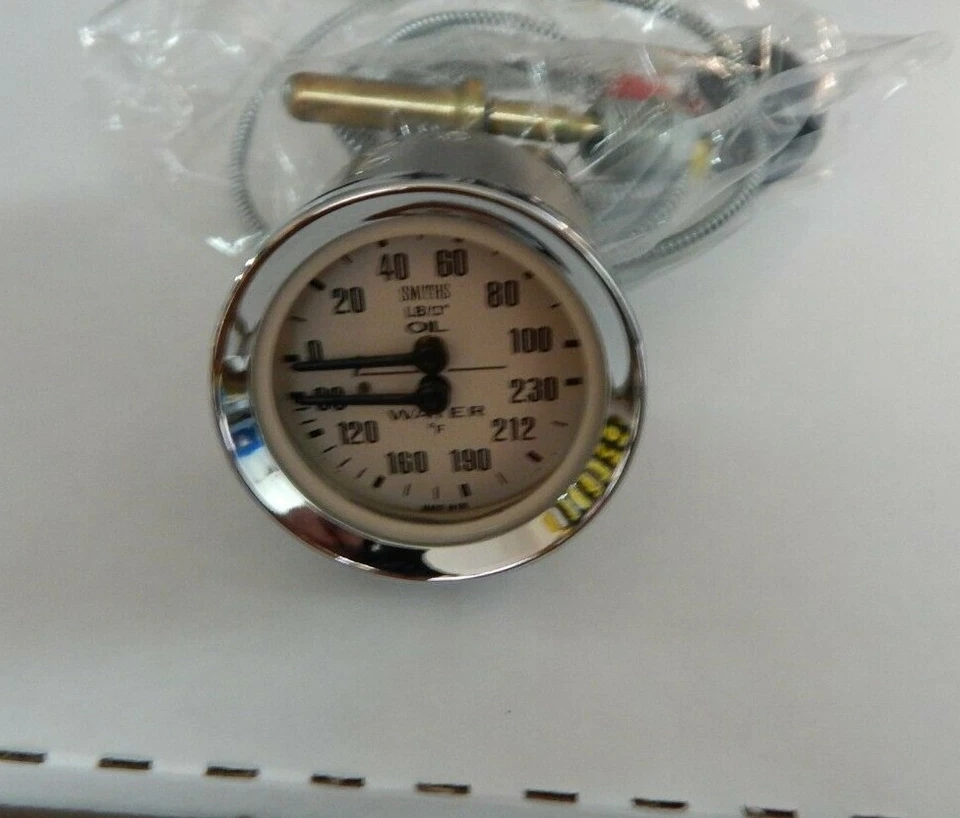 40 60
20 80
SMITHS
LB/□"
OIL
0 100
230
WATER
°F
120 212
160 190